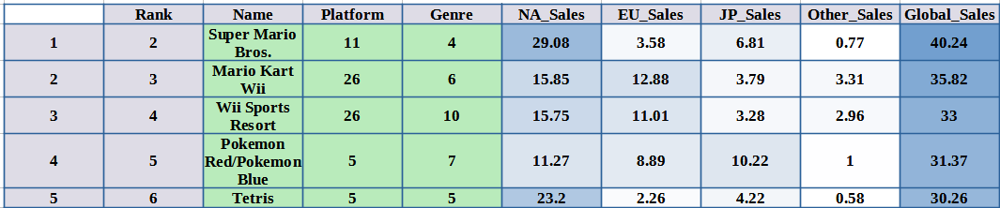 Rank Name Platform Genre NA_Sales EU_Sales JP_Sales Other_Sales Global_Sales
1 2 Super Mario Bros. 11 4 29.08 3.58 6.81 0.77 40.24
2 3 Mario Kart Wii 26 6 15.85 12.88 3.79 3.31 35.82
3 4 Wii Sports Resort 26 10 15.75 11.01 3.28 2.96 33
4 5 Pokemon Red/Pokemon Blue 5 7 11.27 8.89 10.22 1 31.37
5 6 Tetris 5 5 23.2 2.26 4.22 0.58 30.26